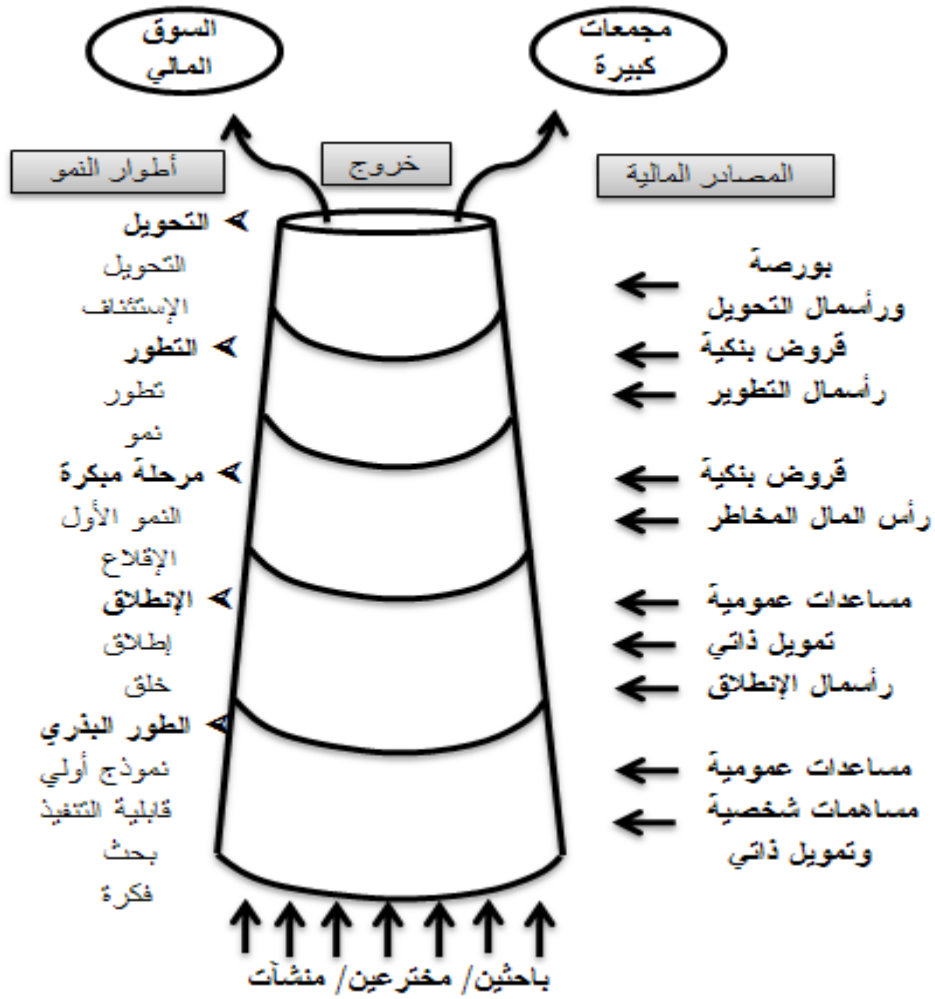 مجمعات
كبيرة
السوق
المالي
المصادر المالية
خروج
أطوار النمو
بورصة
ورأسمال التحويل
قروض بنكية
رأسمال التطوير
قروض بنكية
رأس المال المخاطر
مساعدات عمومية
تمويل ذاتي
رأسمال الإنطلاق
مساعدات عمومية
مساهمات شخصية
وتمويل ذاتي
التحويل
التحويل
الإستئناف
التطور
تطور
نمو
مرحلة مبكرة
النمو الأول
الإقلاع
الإنطلاق
إطلاق
خلق
الطور البذري
نموذج أولي
قابلية التنفيذ
بحث
فكرة
باحثين/ مخترعين/ منشآت